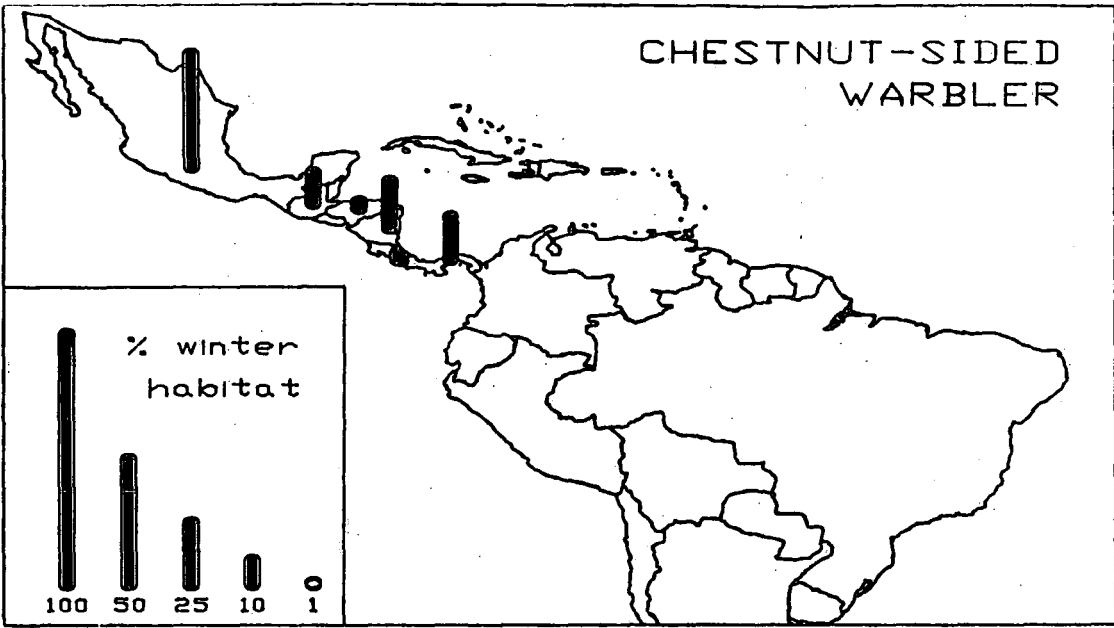 CHESTNUT-SIDED
WARBLER
% winter
habitat
100 50 25 10 1